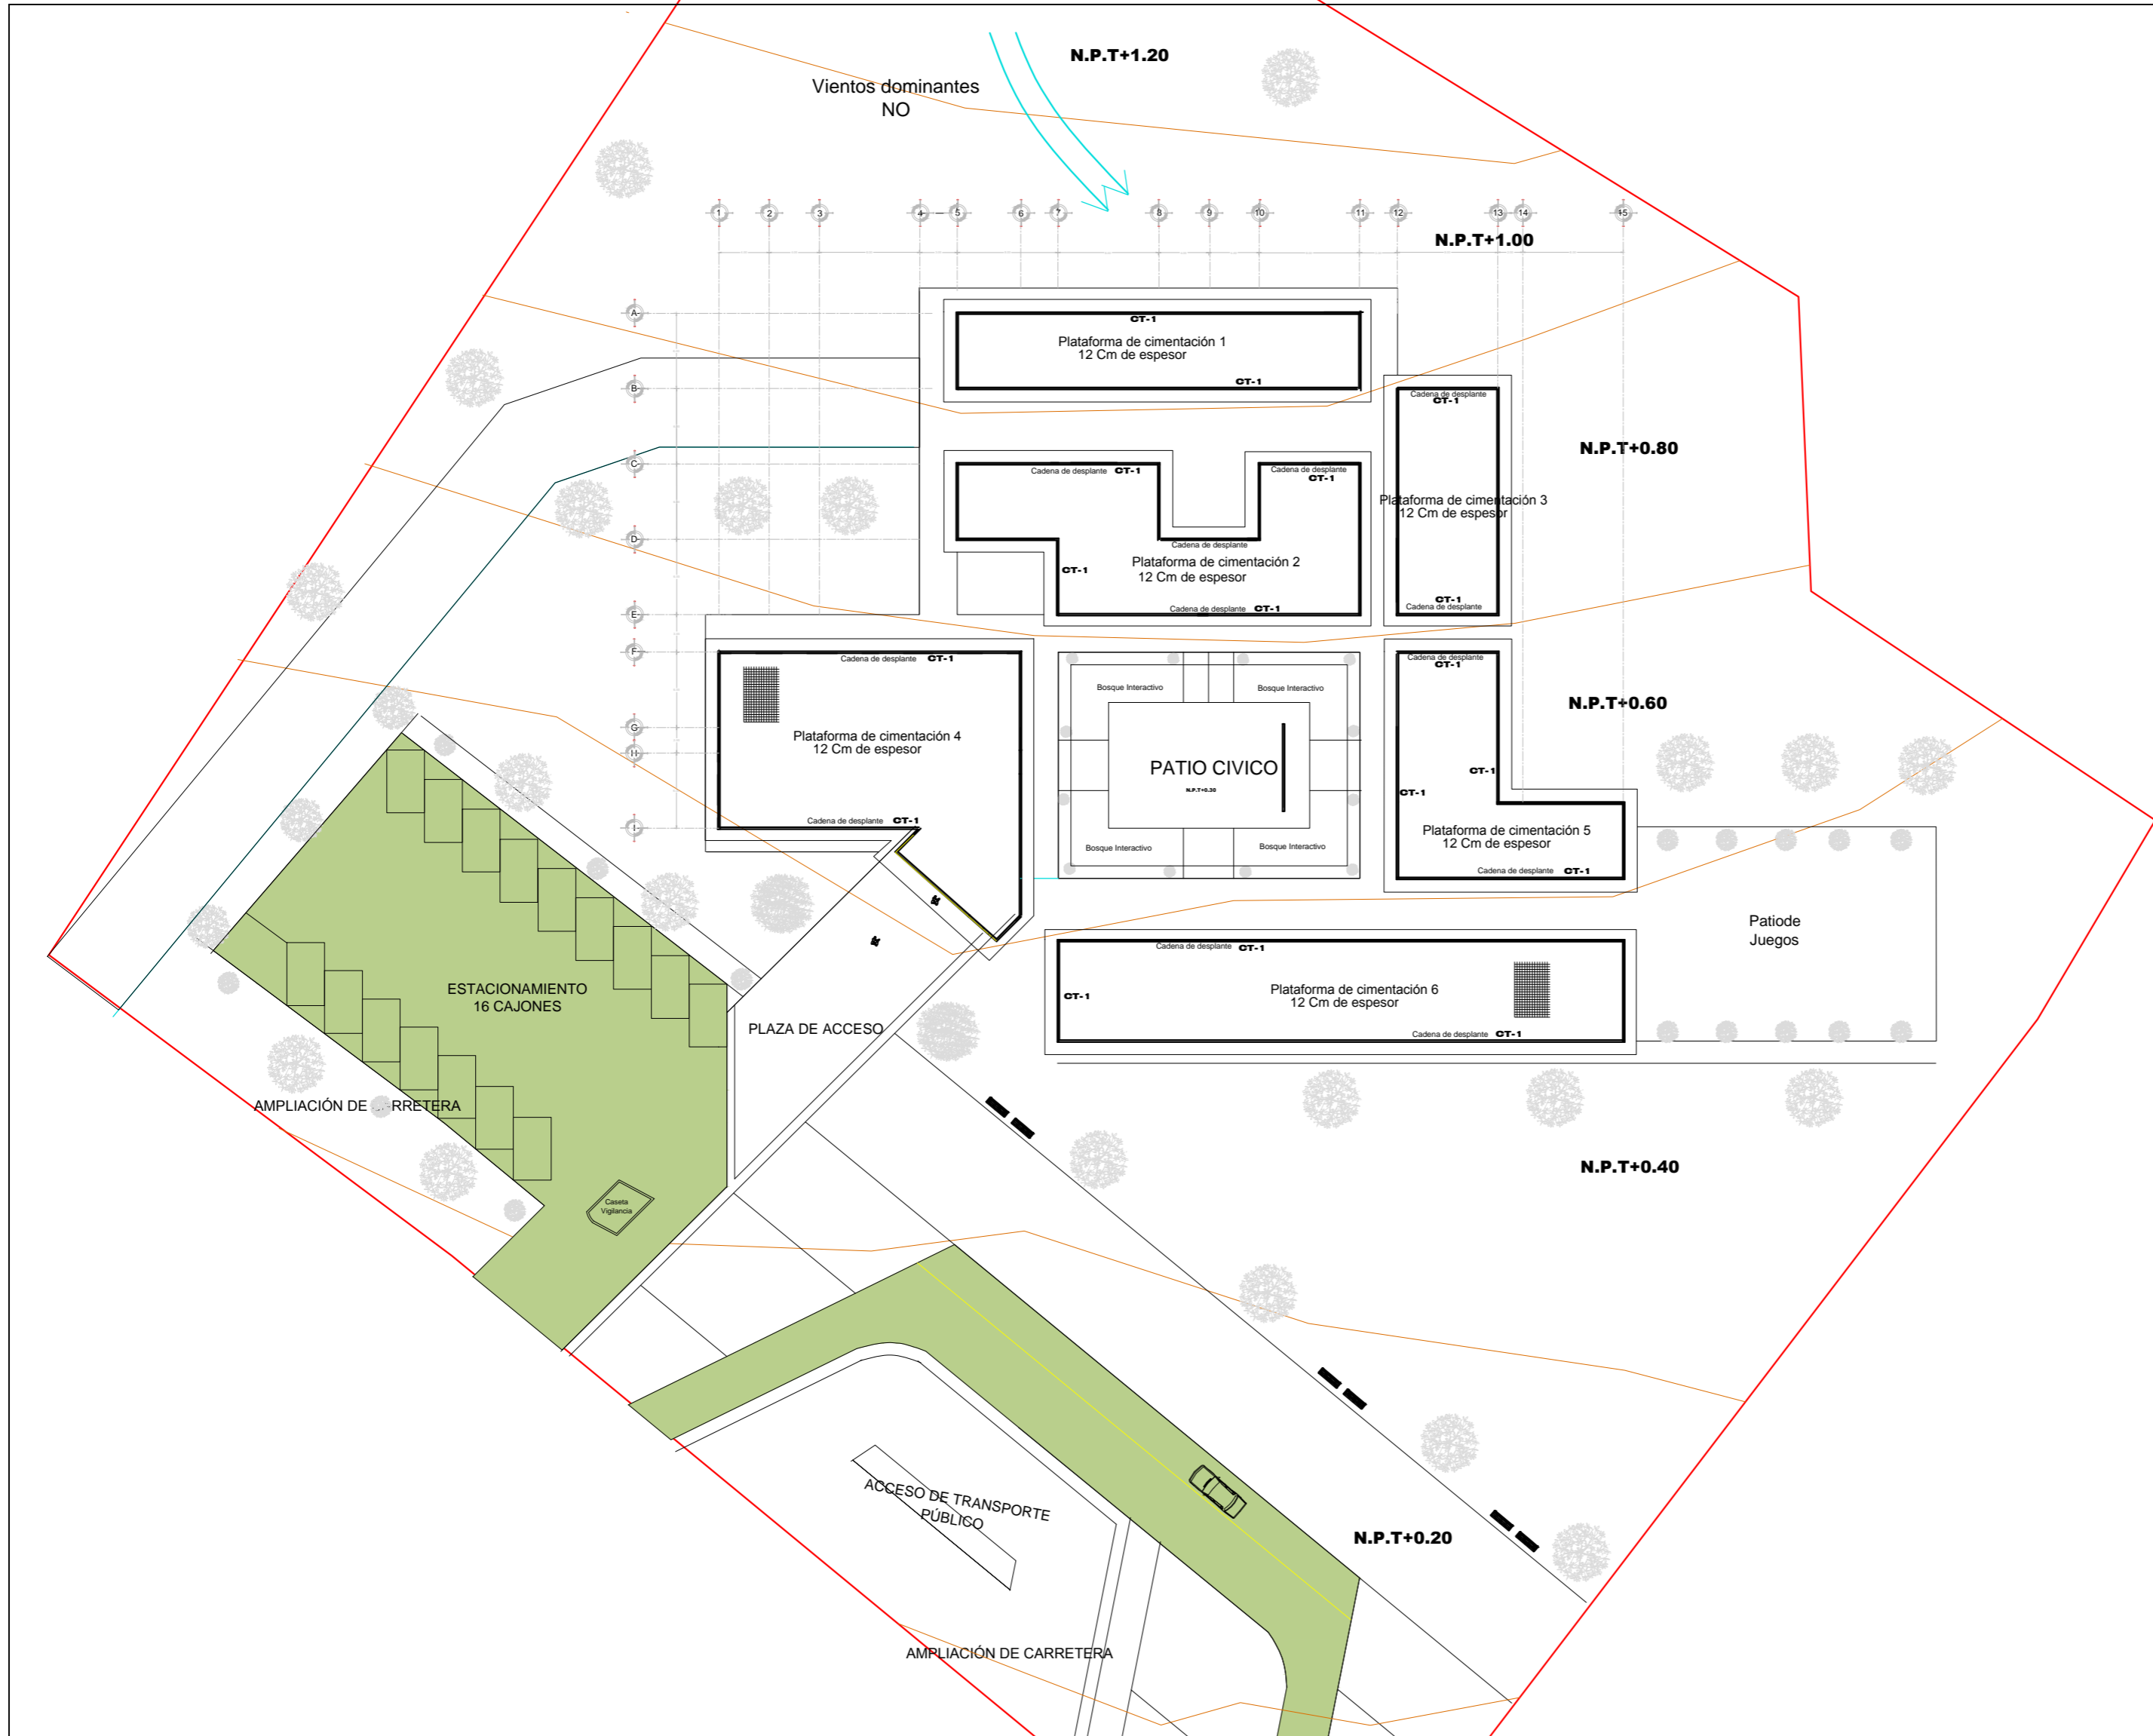 N.P.T+1.20
Vientos dominantes
NO
1
2
3
4
5
6
7
8
9
10
11
12
13
14
15
N.P.T+1.00
A
CT-1
Plataforma de cimentación 1
12 Cm de espesor
CT-1
B
Cadena de desplante
CT-1
N.P.T+0.80
C
Cadena de desplante CT-1
Cadena de desplante
CT-1
Plataforma de cimentación 3
12 Cm de espesor
D
Cadena de desplante
Plataforma de cimentación 2
12 Cm de espesor
CT-1
CT-1
Cadena de desplante
Cadena de desplante CT-1
E
F
Cadena de desplante CT-1
Cadena de desplante
CT-1
Bosque Interactivo
Bosque Interactivo
N.P.T+0.60
G
H
Plataforma de cimentación 4
12 Cm de espesor
PATIO CIVICO
N.P.T+0.30
CT-1
CT-1
I
Cadena de desplante CT-1
Plataforma de cimentación 5
12 Cm de espesor
Bosque Interactivo
Bosque Interactivo
Cadena de desplante CT-1
Patiode
Juegos
Cadena de desplante CT-1
ESTACIONAMIENTO
16 CAJONES
CT-1
Plataforma de cimentación 6
12 Cm de espesor
PLAZA DE ACCESO
Cadena de desplante CT-1
AMPLIACIÓN DE CARRETERA
N.P.T+0.40
Caseta
Vigilancia
ACCESO DE TRANSPORTE
PÚBLICO
N.P.T+0.20
AMPLIACIÓN DE CARRETERA